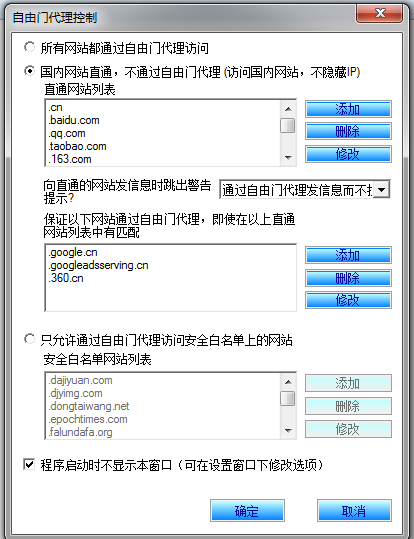 自由门代理控制
所有网站都通过自由门代理访问
国内网站直通，不通过自由门代理 (访问国内网站，不隐藏IP)
直通网站列表
.cn
.baidu.com
.qq.com
.taobao.com
.163.com
添加
删除
修改
向直通的网站发信息时跳出警告
提示?
通过自由门代理发信息而不
保证以下网站通过自由门代理，即使在以上直通
网站列表中有匹配
.google.cn
.googleadsserving.cn
.360.cn
添加
删除
修改
只允许通过自由门代理访问安全白名单上的网站
安全白名单网站列表
.dajiyuan.com
.djyimg.com
.dongtaiwang.net
.epochtimes.com
.falundafa.org
添加
删除
修改
程序启动时不显示本窗口（可在设置窗口下修改选项）
确定
取消